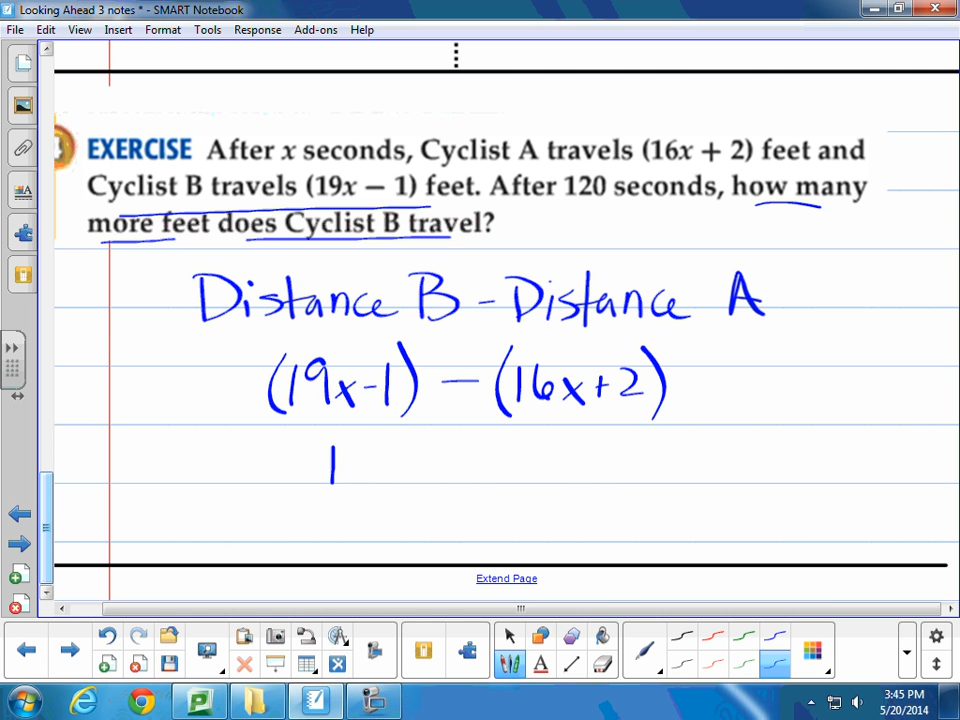 Looking Ahead 3 notes * - SMART Notebook
File Edit View Insert Format Tools Response Add-ons Help
EXERCISE After x seconds, Cyclist A travels (16x + 2) feet and
Cyclist B travels (19x − 1) feet. After 120 seconds, how many
more feet does Cyclist B travel?
Distance B - Distance A
(19x-1) - (16x+2)
1
Extend Page
3:45 PM
5/20/2014